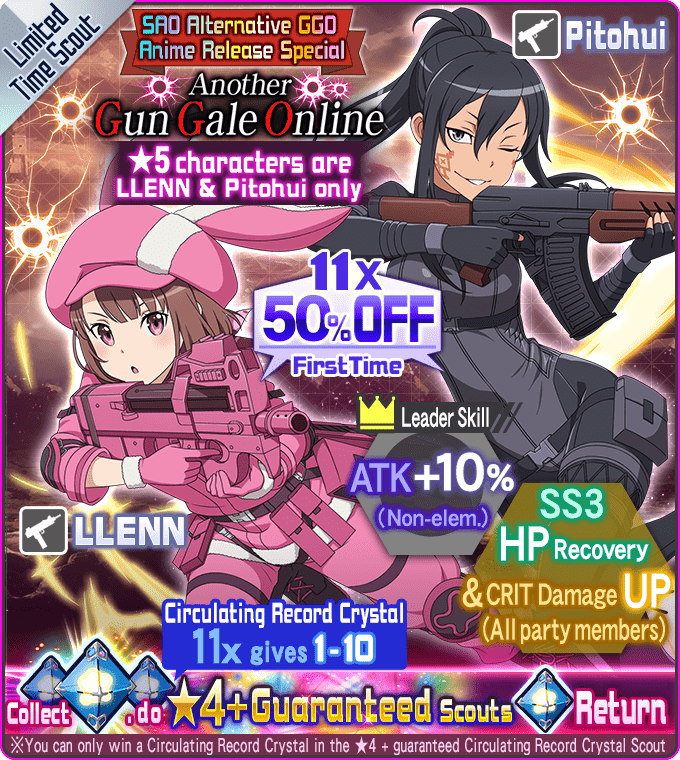 Limited
Time Scout
SAO Alternative GGO
Anime Release Special
Another
Gun Gale Online
★5 characters are
LLENN & Pitohui only
Pitohui
11x
50%OFF
First Time
Leader Skill
ATK+10%
(Non-elem.)
SS3
HP Recovery
& CRIT Damage UP
(All party members)
LLENN
Circulating Record Crystal
11x gives 1-10
Collect . do ★4+Guaranteed Scouts Return
※You can only win a Circulating Record Crystal in the ★4 + guaranteed Circulating Record Crystal Scout